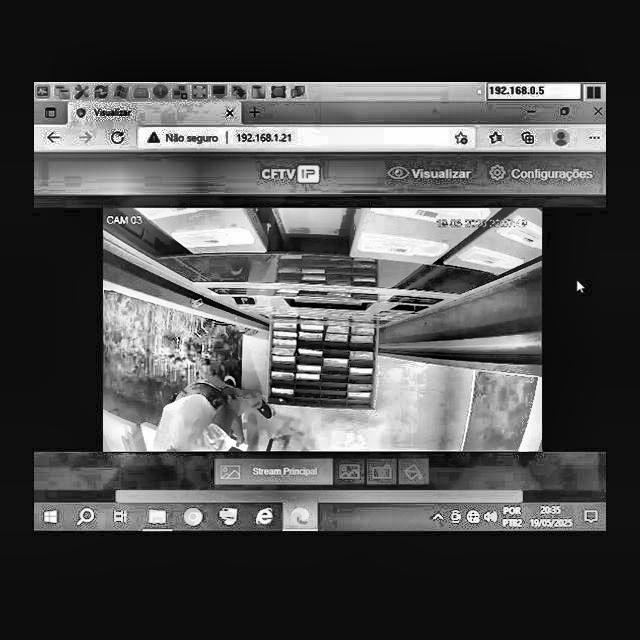 192.168.0.5
Visualizar
Não seguro | 192.168.1.21
CFTV IP Visualizar Configurações
CAM 03
Stream Principal
POR 20:35
PTB2 19/05/2025